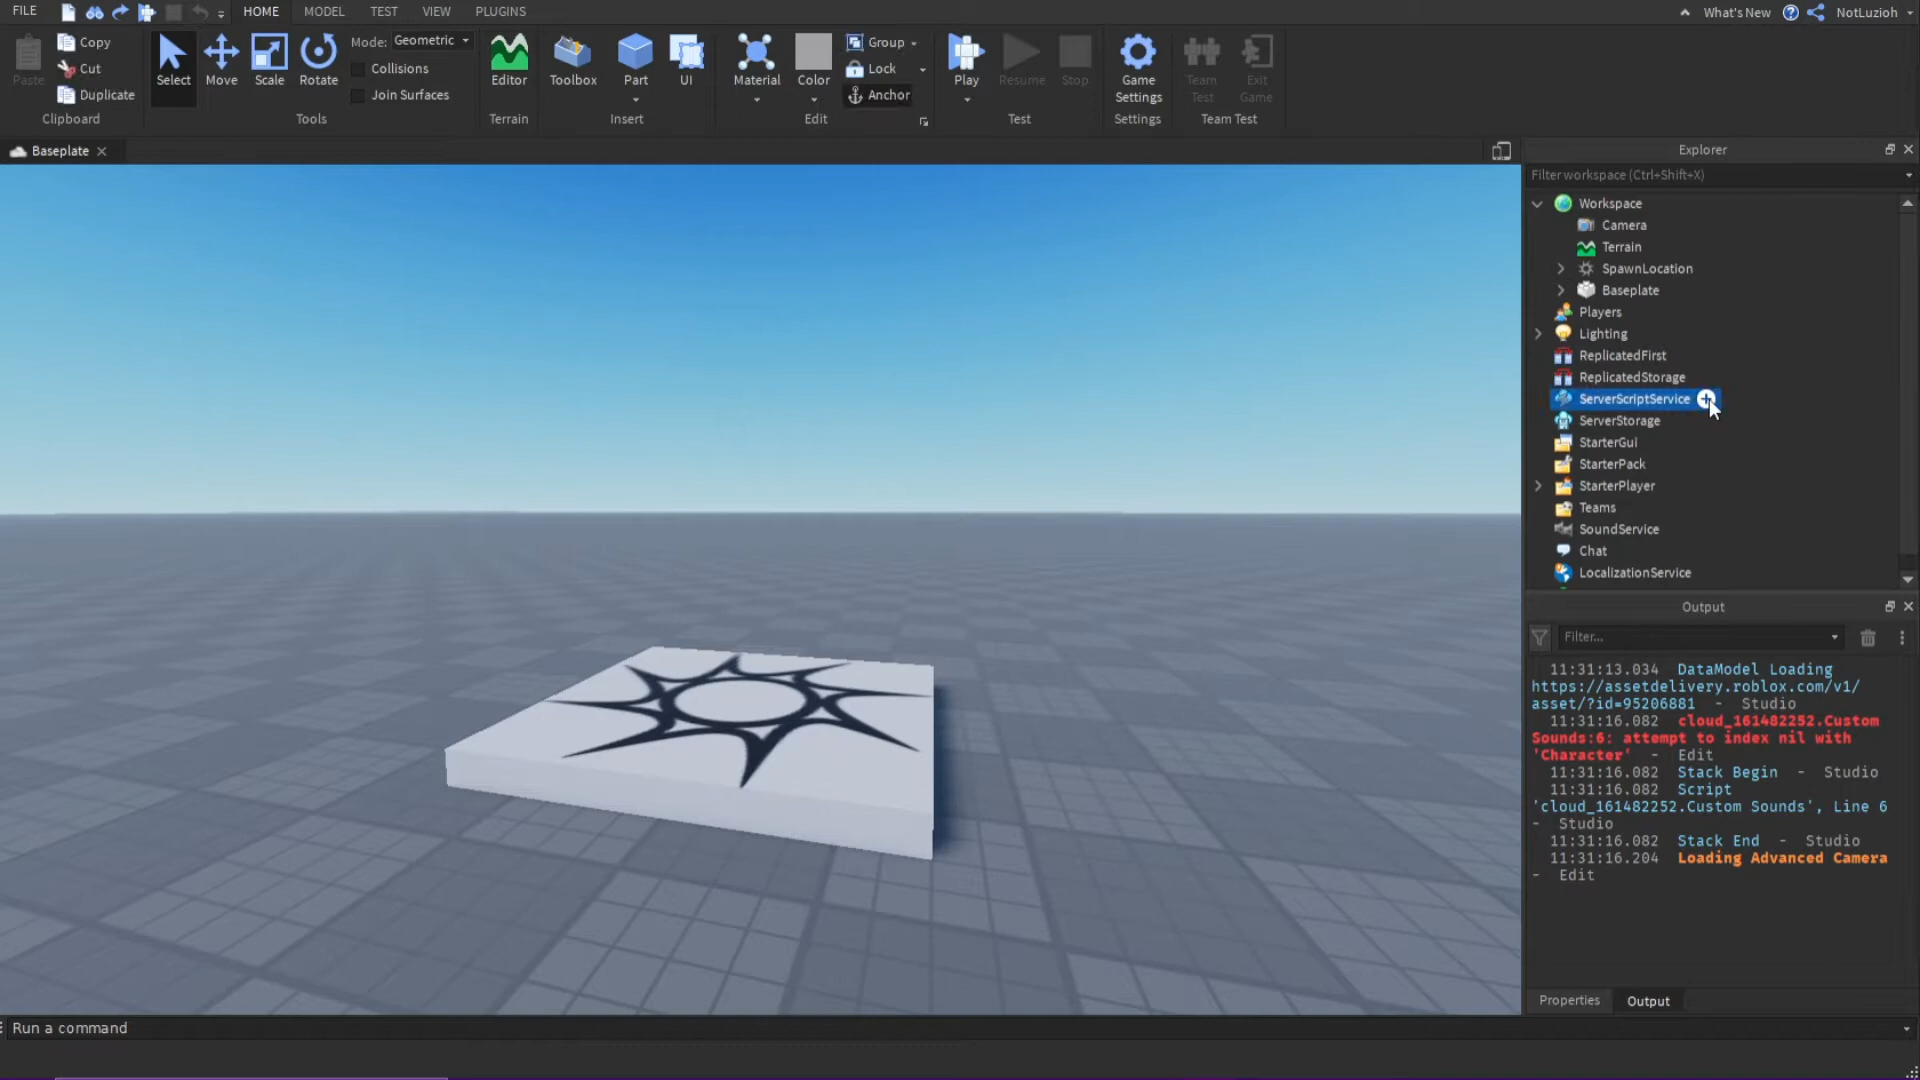 FILE HOME MODEL TEST VIEW PLUGINS What's New NotLuzioh
Paste Copy Cut Duplicate
Clipboard
Select Move Scale Rotate
Mode: Geometric
Collisions
Join Surfaces
Tools
Editor
Terrain
Toolbox Part UI
Insert
Material Color Group Lock Anchor
Edit
Play Resume Stop
Test
Game Settings
Settings
Team Test Exit Game
Team Test
Baseplate
Explorer
Filter workspace (Ctrl+Shift+X)
Workspace
Camera
Terrain
SpawnLocation
Baseplate
Players
Lighting
ReplicatedFirst
ReplicatedStorage
ServerScriptService
ServerStorage
StarterGui
StarterPack
StarterPlayer
Teams
SoundService
Chat
LocalizationService
Output
Filter...
11:31:13.034 DataModel Loading
https://assetdelivery.roblox.com/v1/
asset/?id=95206881 - Studio
11:31:16.082 cloud_161482252.Custom
Sounds:6: attempt to index nil with
'Character' - Edit
11:31:16.082 Stack Begin - Studio
11:31:16.082 Script
'cloud_161482252.Custom Sounds', Line 6
- Studio
11:31:16.082 Stack End - Studio
11:31:16.204 Loading Advanced Camera
- Edit
Properties Output
Run a command